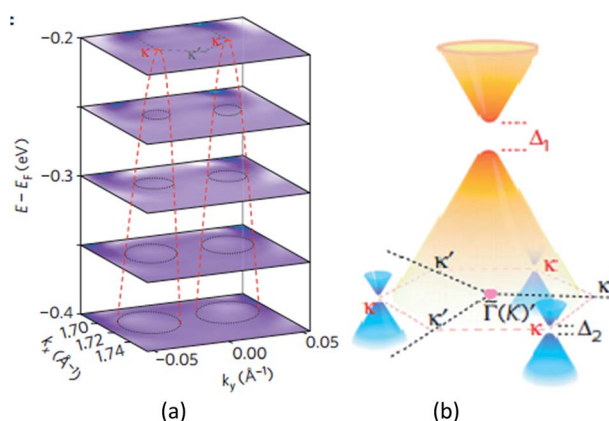 :
−0.2
−0.3
−0.4
E − E_F (eV)
κ
κ′
κ
1.70
1.72
1.74
k_x (Å⁻¹)
−0.05
0.00
0.05
k_y (Å⁻¹)
(a)
Δ₁
κ′
κ
κ
κ
Γ̄(K)′
κ′
κ
Δ₂
(b)